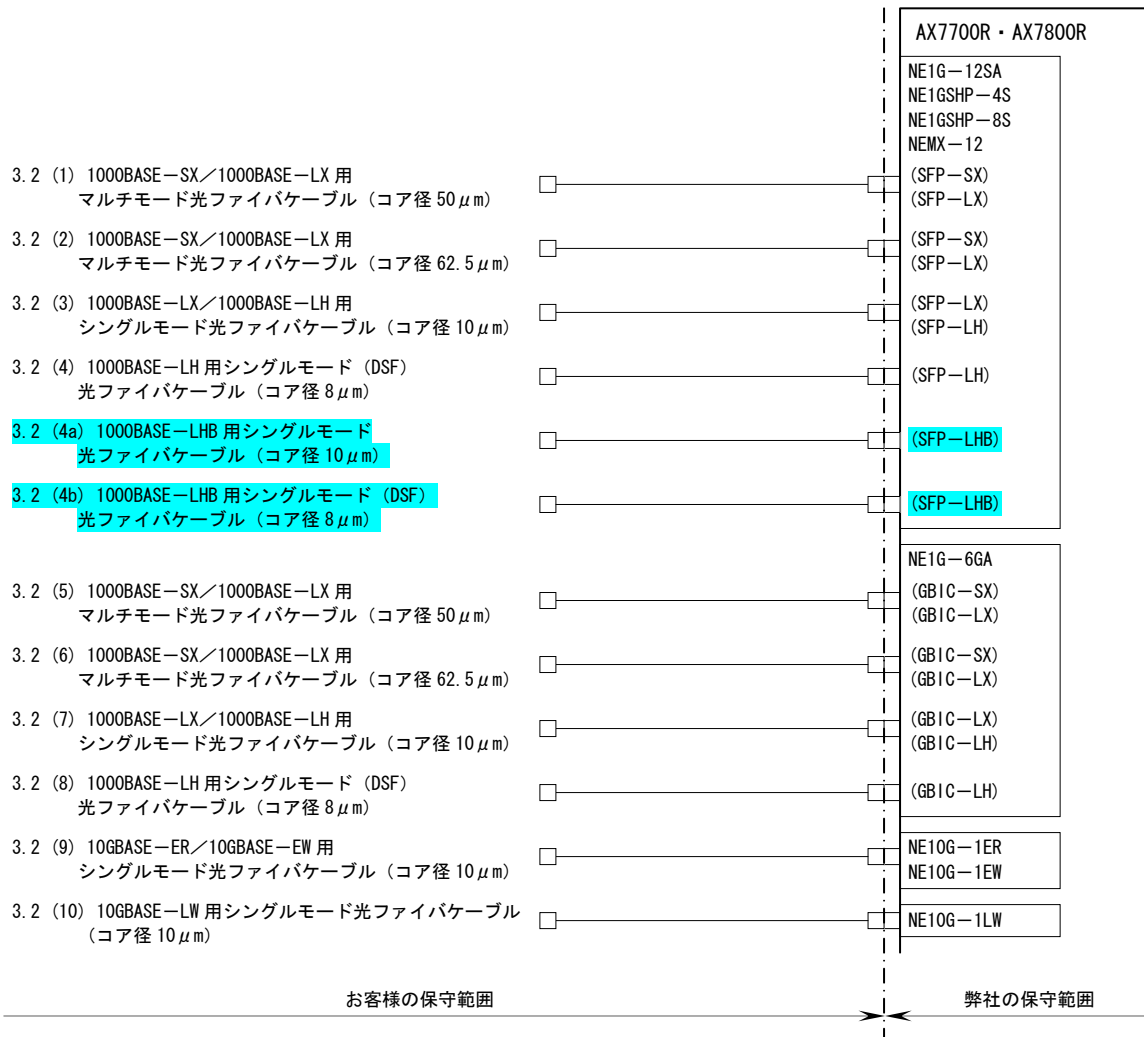 AX7700R・AX7800R
NE1G－12SA
NE1GSHP－4S
NE1GSHP－8S
NEMX－12
3.2 (1) 1000BASE－SX／1000BASE－LX 用
マルチモード光ファイバケーブル（コア径 50μm）
(SFP－SX)
(SFP－LX)
3.2 (2) 1000BASE－SX／1000BASE－LX 用
マルチモード光ファイバケーブル（コア径 62.5μm）
(SFP－SX)
(SFP－LX)
3.2 (3) 1000BASE－LX／1000BASE－LH 用
シングルモード光ファイバケーブル（コア径 10μm）
(SFP－LX)
(SFP－LH)
3.2 (4) 1000BASE－LH 用シングルモード（DSF）
光ファイバケーブル（コア径 8μm）
(SFP－LH)
3.2 (4a) 1000BASE－LHB 用シングルモード
光ファイバケーブル（コア径 10μm）
(SFP－LHB)
3.2 (4b) 1000BASE－LHB 用シングルモード（DSF）
光ファイバケーブル（コア径 8μm）
(SFP－LHB)
NE1G－6GA
3.2 (5) 1000BASE－SX／1000BASE－LX 用
マルチモード光ファイバケーブル（コア径 50μm）
(GBIC－SX)
(GBIC－LX)
3.2 (6) 1000BASE－SX／1000BASE－LX 用
マルチモード光ファイバケーブル（コア径 62.5μm）
(GBIC－SX)
(GBIC－LX)
3.2 (7) 1000BASE－LX／1000BASE－LH 用
シングルモード光ファイバケーブル（コア径 10μm）
(GBIC－LX)
(GBIC－LH)
3.2 (8) 1000BASE－LH 用シングルモード（DSF）
光ファイバケーブル（コア径 8μm）
(GBIC－LH)
3.2 (9) 10GBASE－ER／10GBASE－EW 用
シングルモード光ファイバケーブル（コア径 10μm）
NE10G－1ER
NE10G－1EW
3.2 (10) 10GBASE－LW 用シングルモード光ファイバケーブル
（コア径 10μm）
NE10G－1LW
お客様の保守範囲
弊社の保守範囲